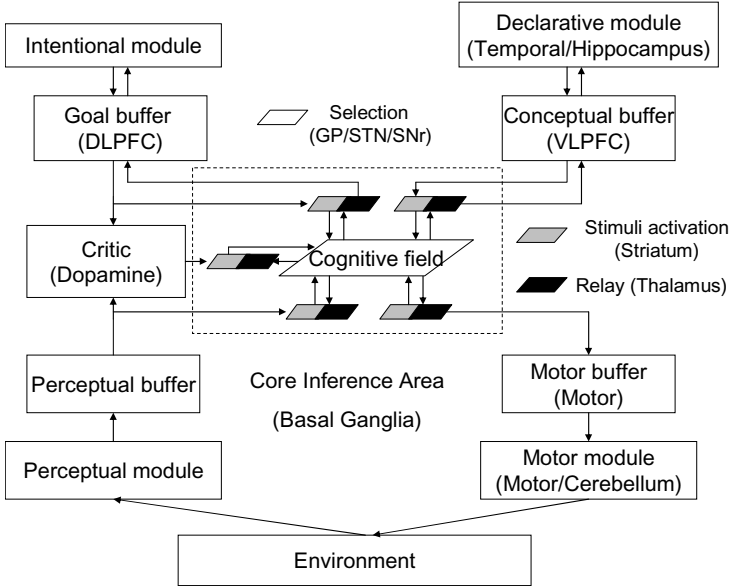 Intentional module
Declarative module
(Temporal/Hippocampus)
Goal buffer
(DLPFC)
Selection
(GP/STN/SNr)
Conceptual buffer
(VLPFC)
Critic
(Dopamine)
Cognitive field
Stimuli activation
(Striatum)
Relay (Thalamus)
Perceptual buffer
Core Inference Area
(Basal Ganglia)
Motor buffer
(Motor)
Perceptual module
Motor module
(Motor/Cerebellum)
Environment